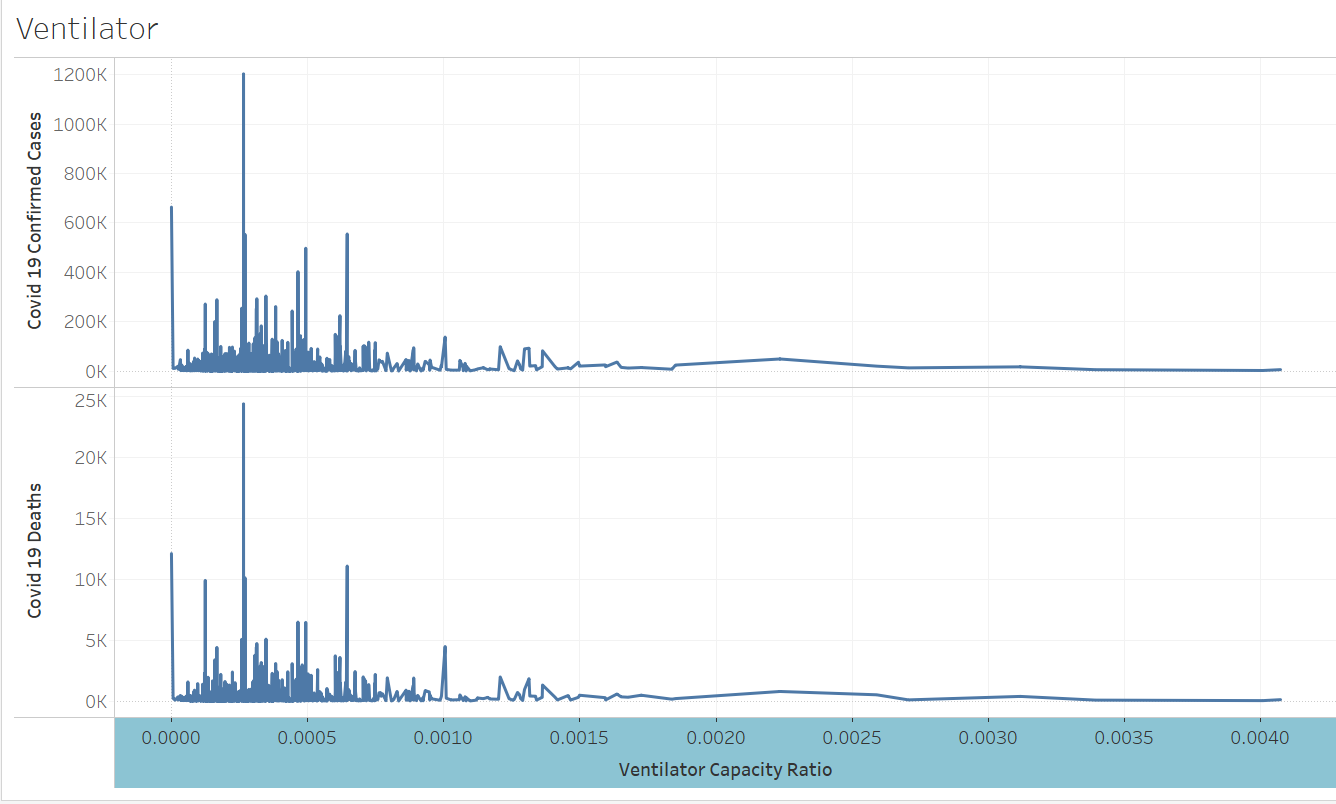 Ventilator
Covid 19 Confirmed Cases
1200K
1000K
800K
600K
400K
200K
0K
Covid 19 Deaths
25K
20K
15K
10K
5K
0K
0.0000 0.0005 0.0010 0.0015 0.0020 0.0025 0.0030 0.0035 0.0040
Ventilator Capacity Ratio